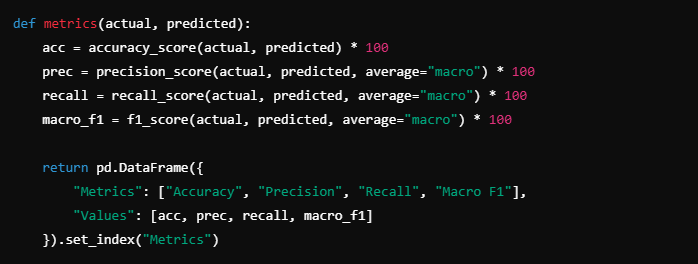 def metrics(actual, predicted):
    acc = accuracy_score(actual, predicted) * 100
    prec = precision_score(actual, predicted, average="macro") * 100
    recall = recall_score(actual, predicted, average="macro") * 100
    macro_f1 = f1_score(actual, predicted, average="macro") * 100

    return pd.DataFrame({
        "Metrics": ["Accuracy", "Precision", "Recall", "Macro F1"],
        "Values": [acc, prec, recall, macro_f1]
    }).set_index("Metrics")